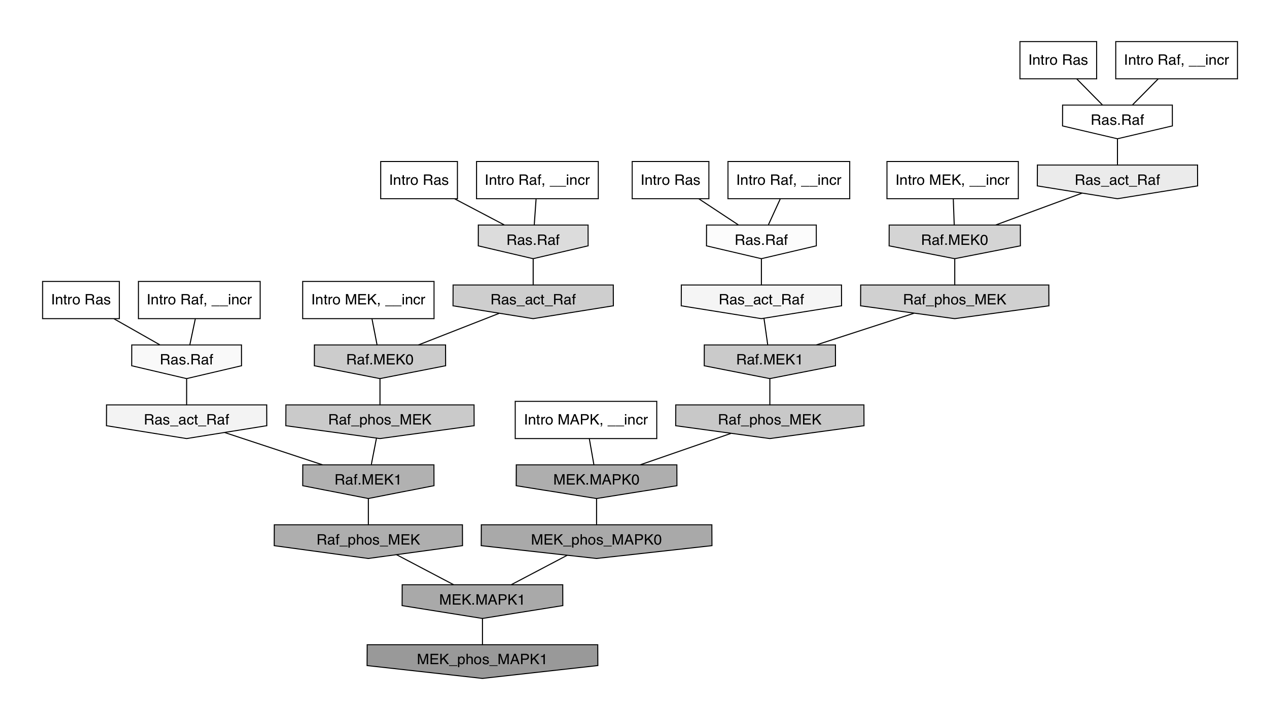 Intro Ras
Intro Raf, __incr
Ras.Raf
Intro Ras
Intro Raf, __incr
Intro Ras
Intro Raf, __incr
Intro MEK, __incr
Ras_act_Raf
Ras.Raf
Ras.Raf
Raf.MEK0
Intro Ras
Intro Raf, __incr
Intro MEK, __incr
Ras_act_Raf
Ras_act_Raf
Raf_phos_MEK
Ras.Raf
Raf.MEK0
Raf.MEK1
Ras_act_Raf
Raf_phos_MEK
Intro MAPK, __incr
Raf_phos_MEK
Raf.MEK1
MEK.MAPK0
Raf_phos_MEK
MEK_phos_MAPK0
MEK.MAPK1
MEK_phos_MAPK1